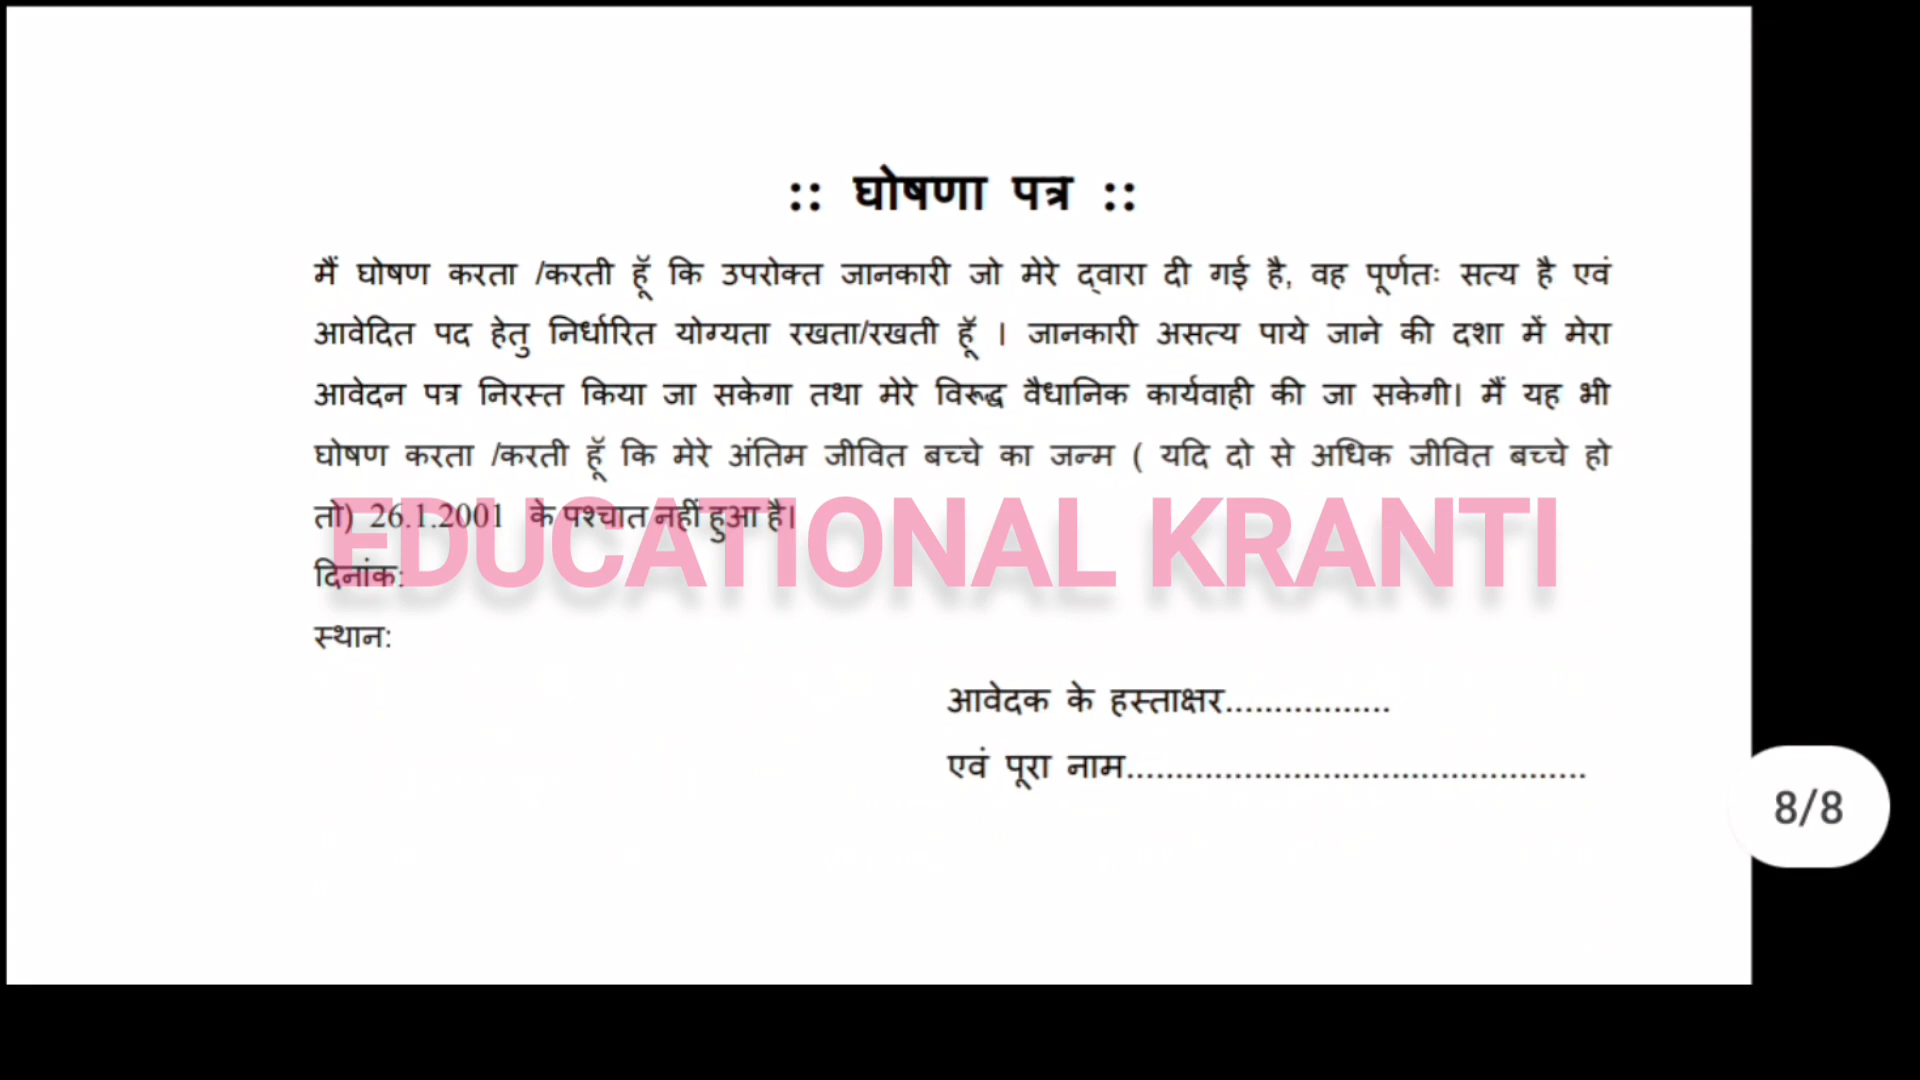 :: घोषणा पत्र ::
मैं घोषण करता /करती हूॅं कि उपरोक्त जानकारी जो मेरे द्वारा दी गई है, वह पूर्णतः सत्य है एवं
आवेदित पद हेतु निर्धारित योग्यता रखता/रखती हूॅं । जानकारी असत्य पाये जाने की दशा में मेरा
आवेदन पत्र निरस्त किया जा सकेगा तथा मेरे विरूद्ध वैधानिक कार्यवाही की जा सकेगी। मैं यह भी
घोषण करता /करती हूॅं कि मेरे अंतिम जीवित बच्चे का जन्म ( यदि दो से अधिक जीवित बच्चे हो
तो) 26.1.2001 के पश्चात नहीं हुआ है।
EDUCATIONAL KRANTI
दिनांक:
स्थान:
आवेदक के हस्ताक्षर.................
एवं पूरा नाम...............................................
8/8